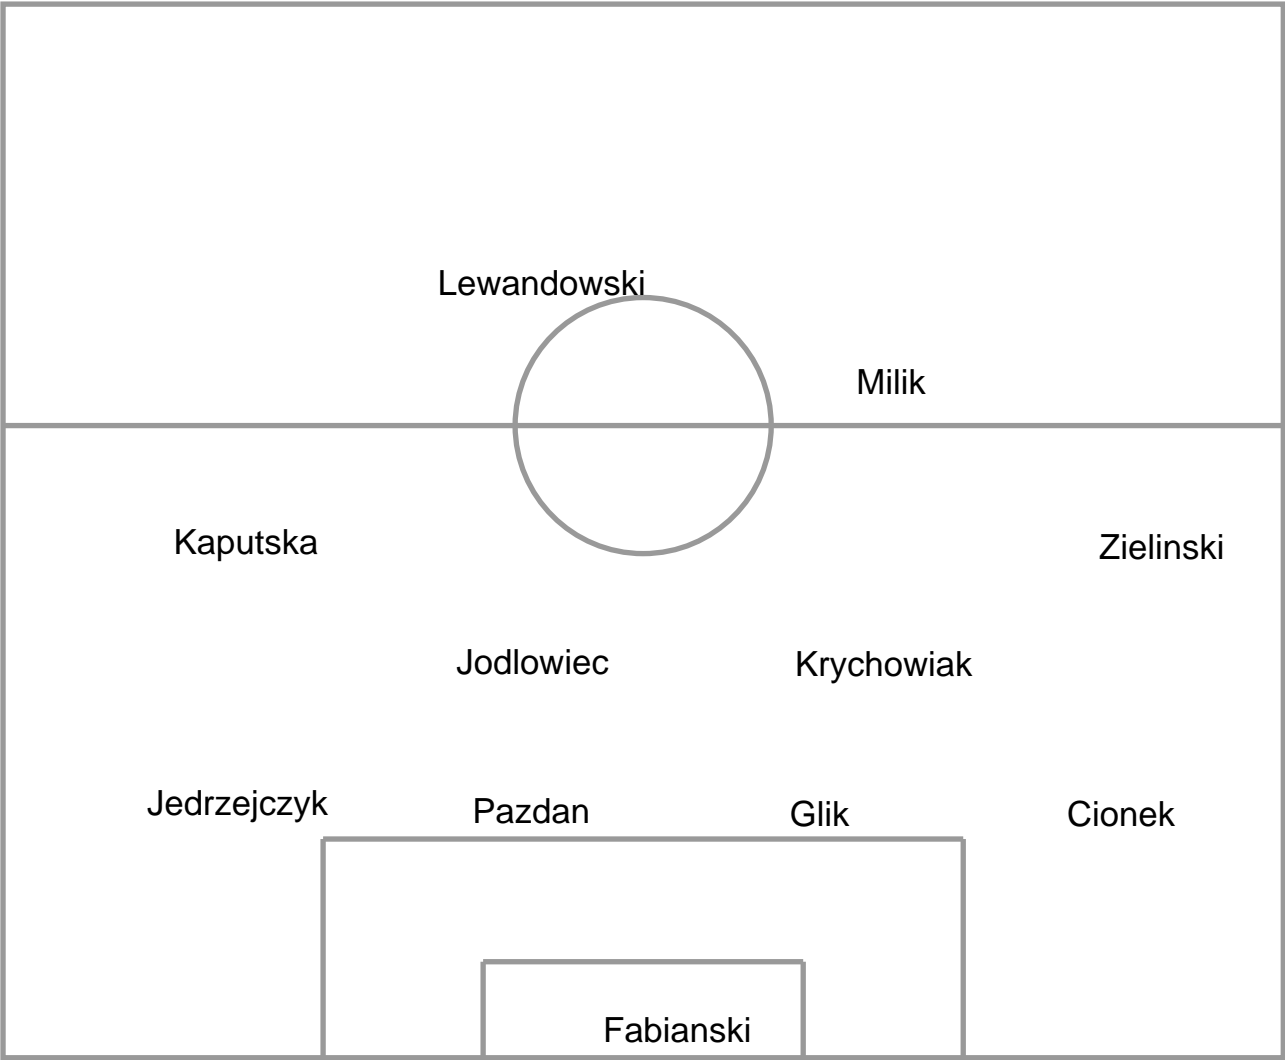 Lewandowski
Milik
Kaputska
Zielinski
Jodlowiec
Krychowiak
Jedrzejczyk
Pazdan
Glik
Cionek
Fabianski